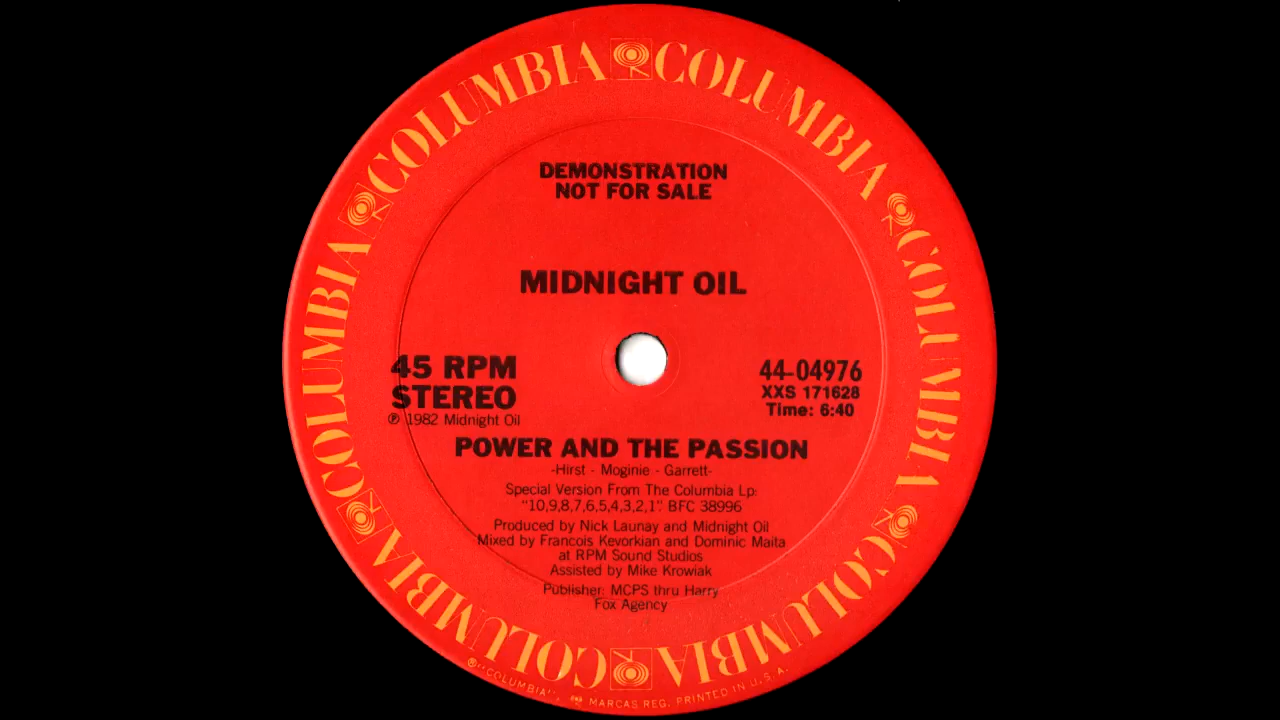 COLUMBIA COLUMBIA COLUMBIA COLUMBIA COLUMBIA COLUMBIA COLUMBIA
DEMONSTRATION
NOT FOR SALE
MIDNIGHT OIL
45 RPM
STEREO
℗ 1982 Midnight Oil
44-04976
XXS 171628
Time: 6:40
POWER AND THE PASSION
-Hirst - Moginie - Garrett-
Special Version From The Columbia Lp:
"10,9,8,7,6,5,4,3,2,1". BFC 38996
Produced by Nick Launay and Midnight Oil
Mixed by Francois Kevorkian and Dominic Maita
at RPM Sound Studios
Assisted by Mike Krowiak
Publisher: MCPS thru Harry
Fox Agency
®"COLUMBIA", MARCAS REG. PRINTED IN U.S.A.